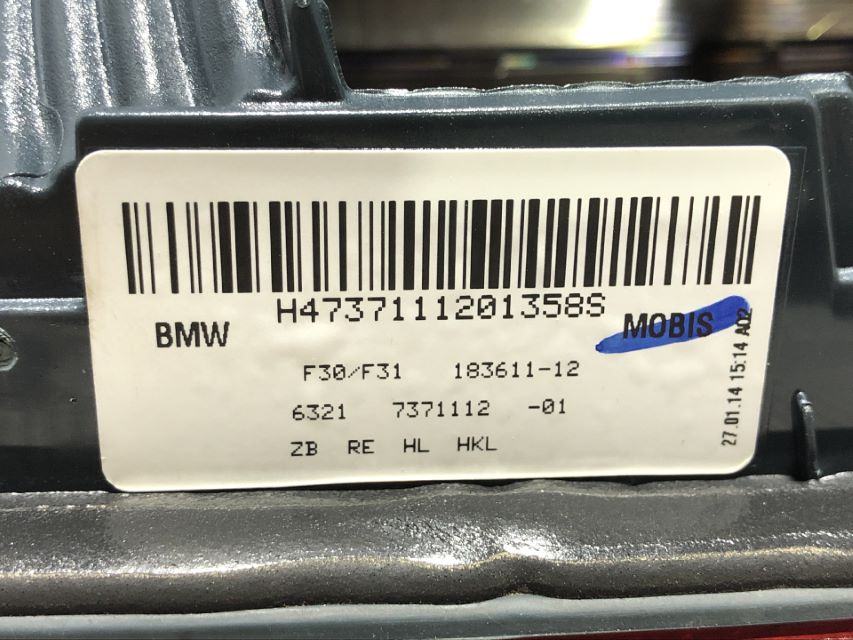 H4737111201358S
BMW
MOBIS
F30/F31 183611-12
6321 7371112 -01
ZB RE HL HKL
27.01.14 15:14 A02